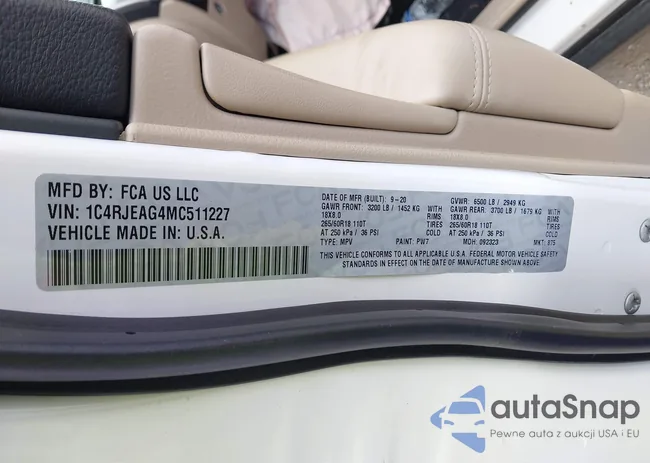 MFD BY: FCA US LLC
VIN: 1C4RJEAG4MC511227
VEHICLE MADE IN: U.S.A.
DATE OF MFR (BUILT): 9-20 GVWR: 6500 LB / 2949 KG
GAWR FRONT: 3200 LB / 1452 KG WITH GAWR REAR: 3700 LB / 1679 KG WITH
18X8.0 RIMS 18X8.0 RIMS
265/60R18 110T TIRES 265/60R18 110T TIRES
AT 250 kPa / 36 PSI COLD AT 250 kPa / 36 PSI COLD
TYPE: MPV PAINT: PW7 MDH: 092323 MKT: 875
THIS VEHICLE CONFORMS TO ALL APPLICABLE U.S.A. FEDERAL MOTOR VEHICLE SAFETY
STANDARDS IN EFFECT ON THE DATE OF MANUFACTURE SHOWN ABOVE
autaSnap
Pewne auta z aukcji USA i EU